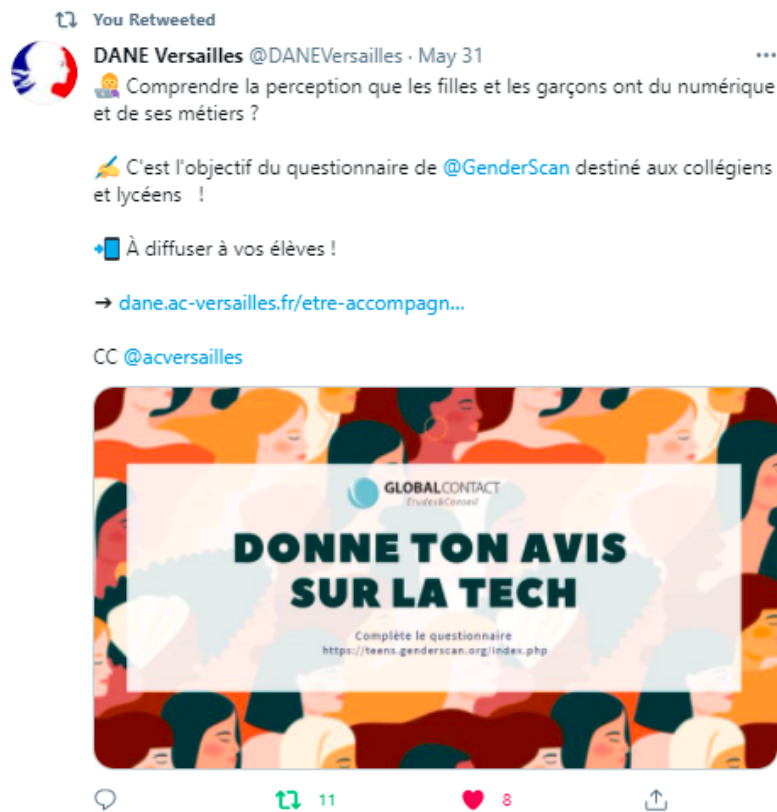 You Retweeted
DANE Versailles @DANEVersailles · May 31
Comprendre la perception que les filles et les garçons ont du numérique
et de ses métiers ?
C'est l'objectif du questionnaire de @GenderScan destiné aux collégiens
et lycéens !
À diffuser à vos élèves !
→ dane.ac-versailles.fr/etre-accompagn...
CC @acversailles
GLOBALCONTACT
Études&Conseil
DONNE TON AVIS
SUR LA TECH
Complète le questionnaire
https://teens.genderscan.org/index.php
11 8